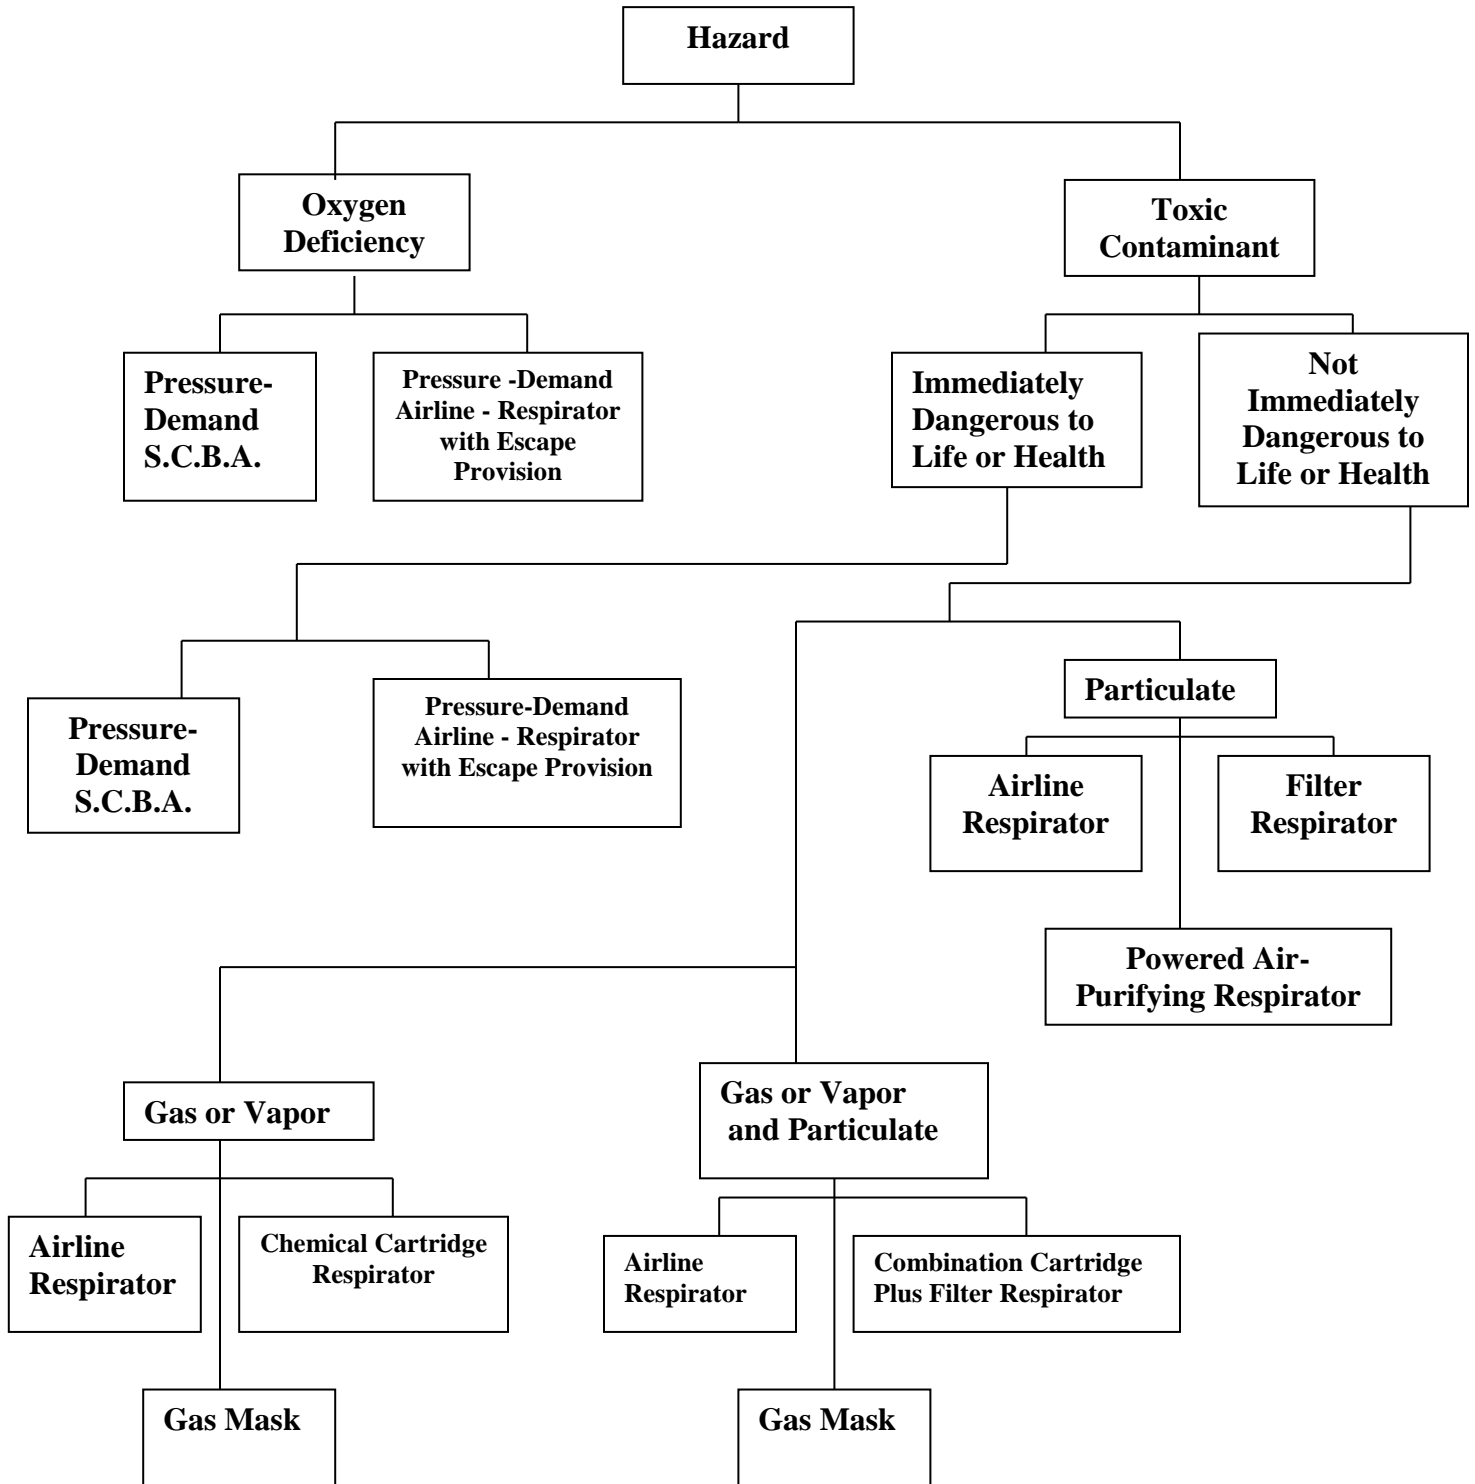 Hazard
Oxygen
Deficiency
Toxic
Contaminant
Pressure-
Demand
S.C.B.A.
Pressure -Demand
Airline - Respirator
with Escape
Provision
Immediately
Dangerous to
Life or Health
Not
Immediately
Dangerous to
Life or Health
Pressure-
Demand
S.C.B.A.
Pressure-Demand
Airline - Respirator
with Escape Provision
Particulate
Airline
Respirator
Filter
Respirator
Powered Air-
Purifying Respirator
Gas or Vapor
Gas or Vapor
and Particulate
Airline
Respirator
Chemical Cartridge
Respirator
Airline
Respirator
Combination Cartridge
Plus Filter Respirator
Gas Mask
Gas Mask